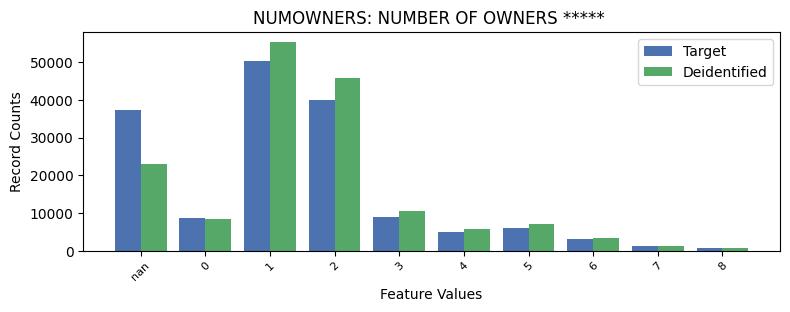 NUMOWNERS: NUMBER OF OWNERS *****
Target
Deidentified
50000
40000
30000
20000
10000
0
Record Counts
nan 0 1 2 3 4 5 6 7 8
Feature Values